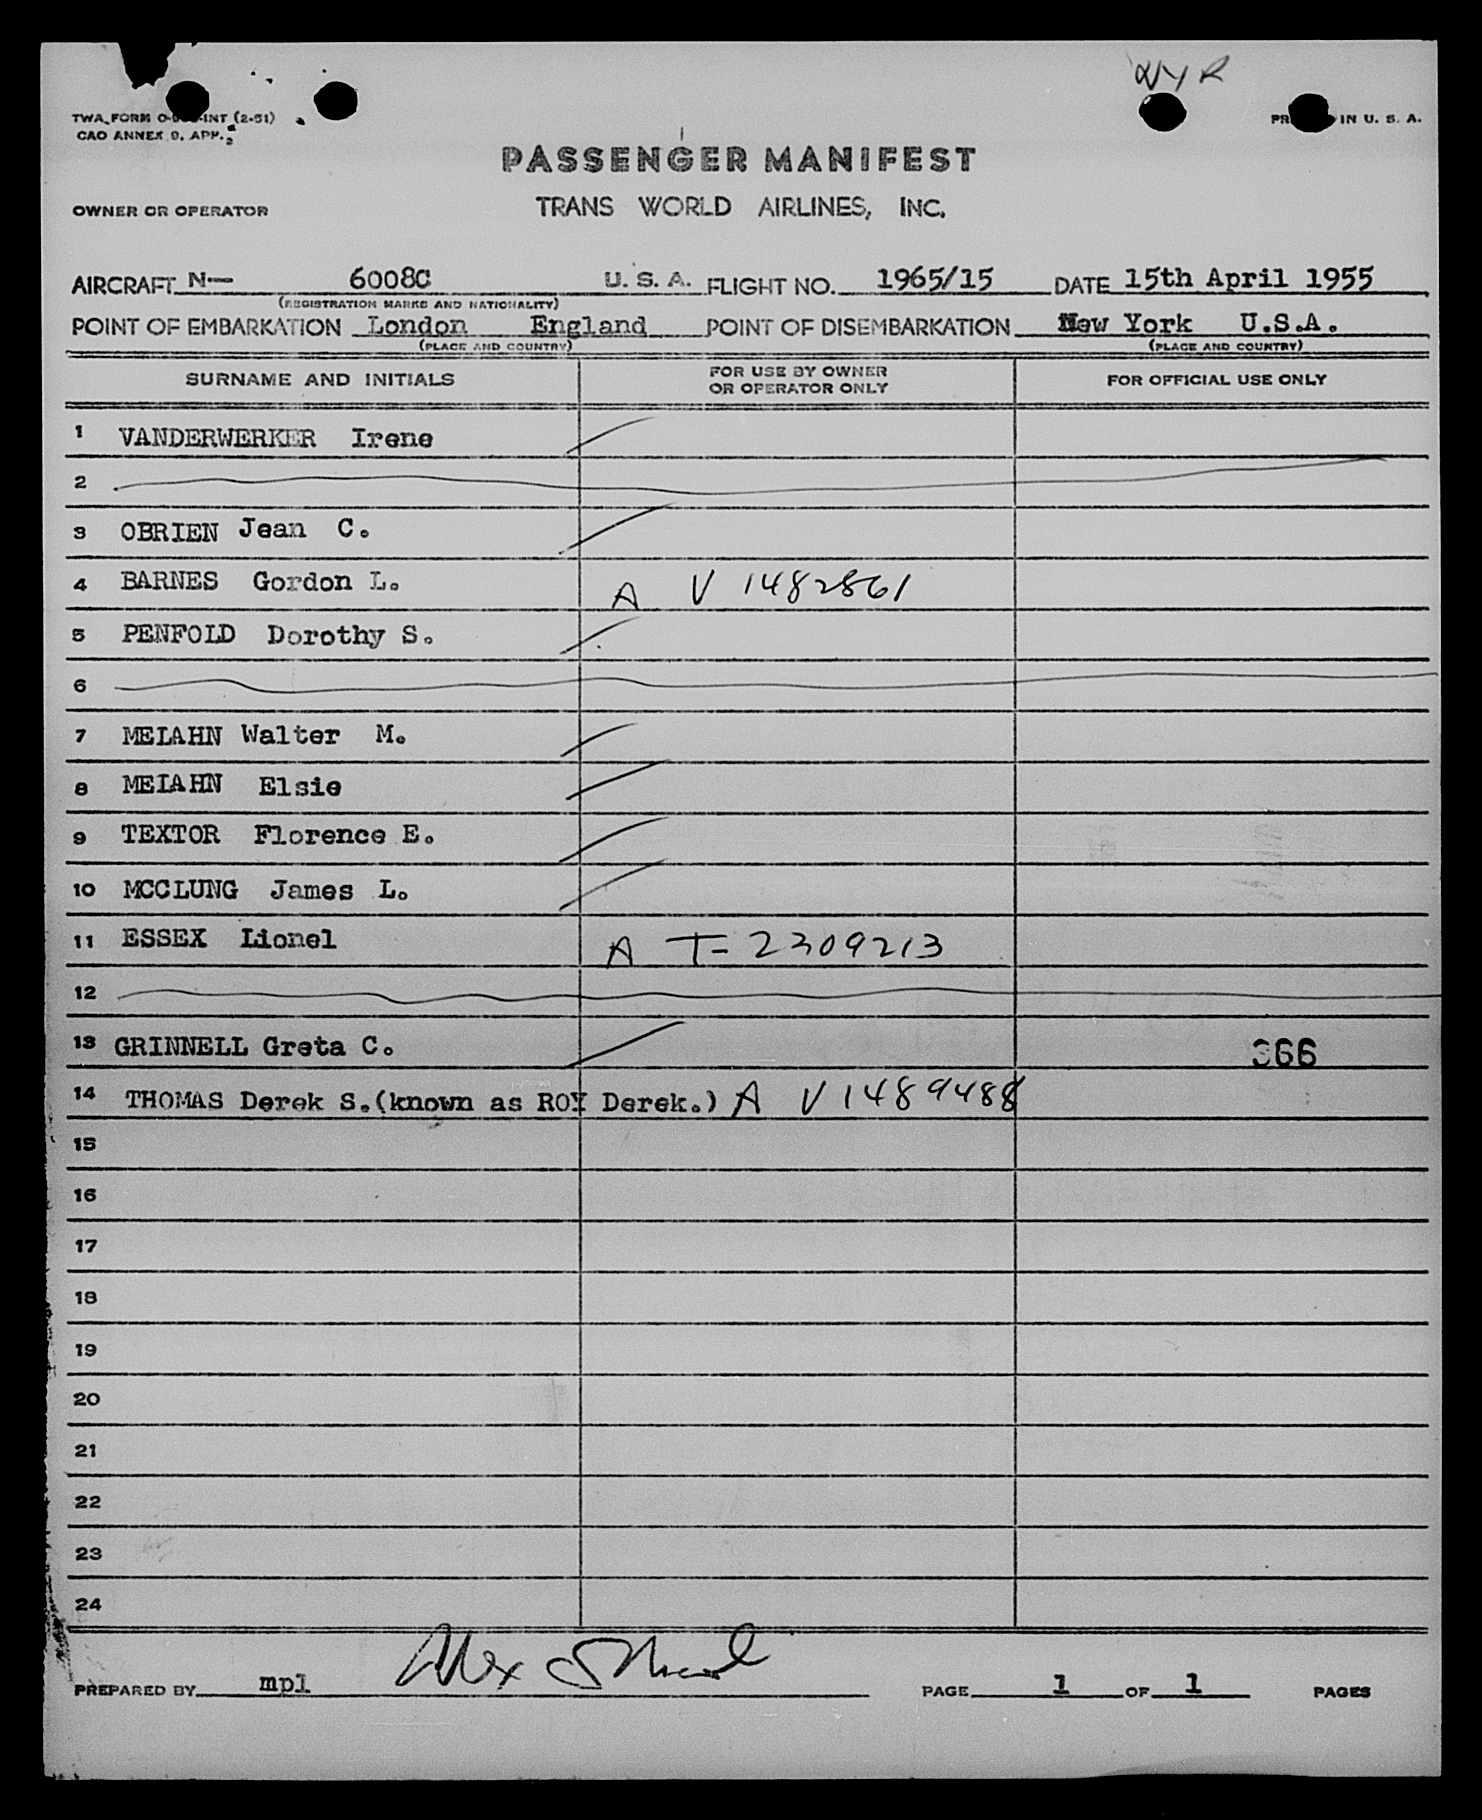 NYR
TWA FORM O-   -INT (2-51)
CAO ANNEX 9, APP. 2
IN U. S. A.
PASSENGER MANIFEST
OWNER OR OPERATOR TRANS WORLD AIRLINES, INC.
AIRCRAFT N— 6008C U. S. A. FLIGHT NO. 1965/15 DATE 15th April 1955
(REGISTRATION MARKS AND NATIONALITY)
POINT OF EMBARKATION London England POINT OF DISEMBARKATION New York U.S.A.
(PLACE AND COUNTRY) (PLACE AND COUNTRY)
SURNAME AND INITIALS FOR USE BY OWNER OR OPERATOR ONLY FOR OFFICIAL USE ONLY
1 VANDERWERKER Irene
2
3 OBRIEN Jean C.
4 BARNES Gordon L. A V 1482861
5 PENFOLD Dorothy S.
6
7 MELAHN Walter M.
8 MELAHN Elsie
9 TEXTOR Florence E.
10 MCCLUNG James L.
11 ESSEX Lionel A T- 2309213
12
13 GRINNELL Greta C. 366
14 THOMAS Derek S.(known as ROY Derek.) A V 1489488
15
16
17
18
19
20
21
22
23
24
PREPARED BY mpl Alex PAGE 1 OF 1 PAGES